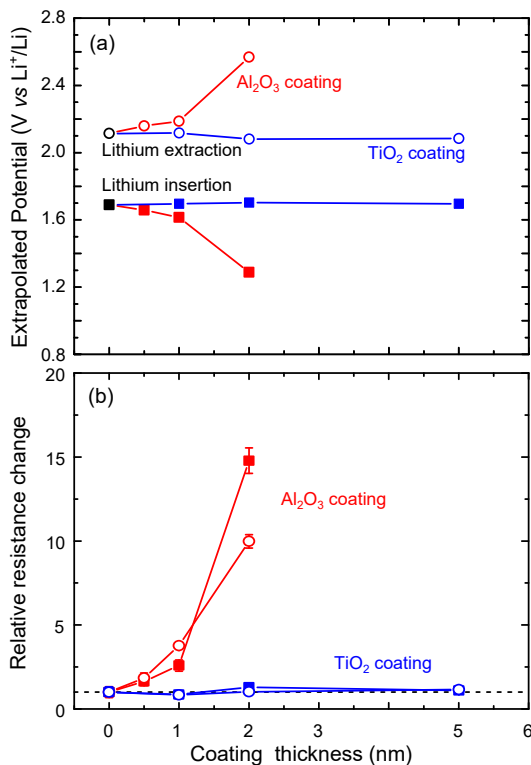 2.8
(a)
2.4
Al₂O₃ coating
2.0
Lithium extraction
TiO₂ coating
Lithium insertion
1.6
1.2
0.8
Extrapolated Potential (V vs Li⁺/Li)
20
(b)
15
Al₂O₃ coating
10
5
TiO₂ coating
0
Relative resistance change
0 1 2 3 4 5 6
Coating thickness (nm)